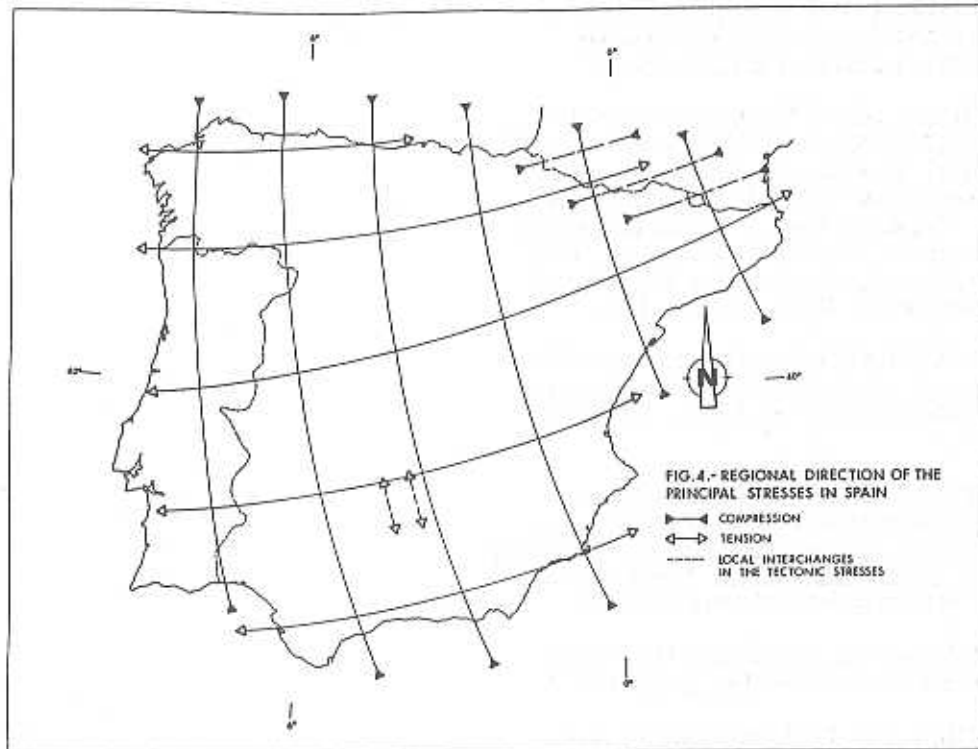 N
FIG.4.- REGIONAL DIRECTION OF THE
PRINCIPAL STRESSES IN SPAIN
COMPRESSION
TENSION
LOCAL INTERCHANGES
IN THE TECTONIC STRESSES